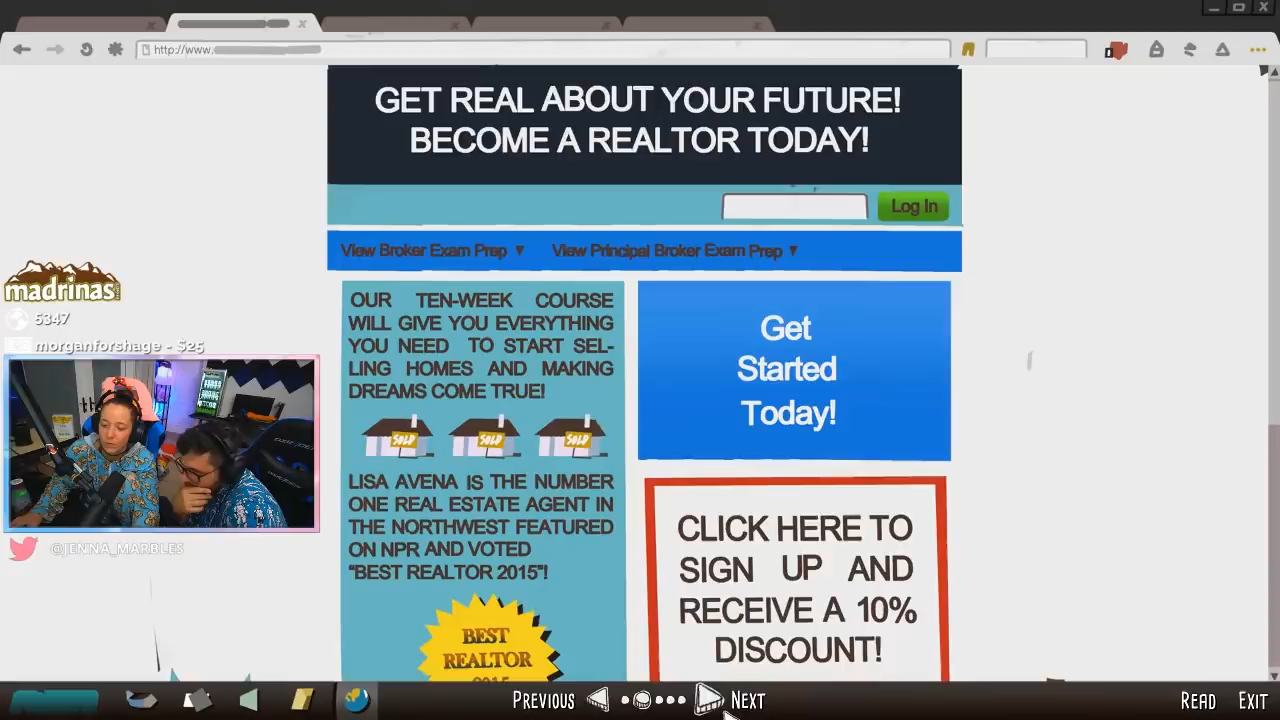 http://www.
GET REAL ABOUT YOUR FUTURE!
BECOME A REALTOR TODAY!
Log In
View Broker Exam Prep ▼ View Principal Broker Exam Prep ▼
OUR TEN-WEEK COURSE
WILL GIVE YOU EVERYTHING
YOU NEED TO START SEL-
LING HOMES AND MAKING
DREAMS COME TRUE!
SOLD SOLD SOLD
LISA AVENA IS THE NUMBER
ONE REAL ESTATE AGENT IN
THE NORTHWEST FEATURED
ON NPR AND VOTED
"BEST REALTOR 2015"!
BEST
REALTOR
2015
Get
Started
Today!
CLICK HERE TO
SIGN UP AND
RECEIVE A 10%
DISCOUNT!
madrinas
5347
morganforshage - $25
@JENNA_MARBLES
PREVIOUS NEXT
READ EXIT